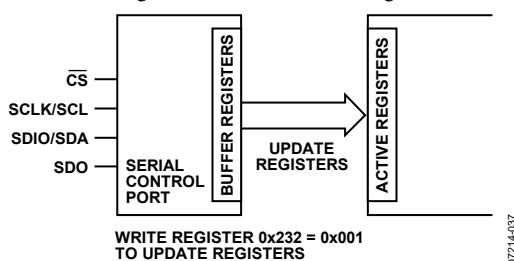 CS
SCLK/SCL
SDIO/SDA
SDO
SERIAL
CONTROL
PORT
BUFFER REGISTERS
UPDATE
REGISTERS
ACTIVE REGISTERS
WRITE REGISTER 0x232 = 0x001
TO UPDATE REGISTERS
07214-037